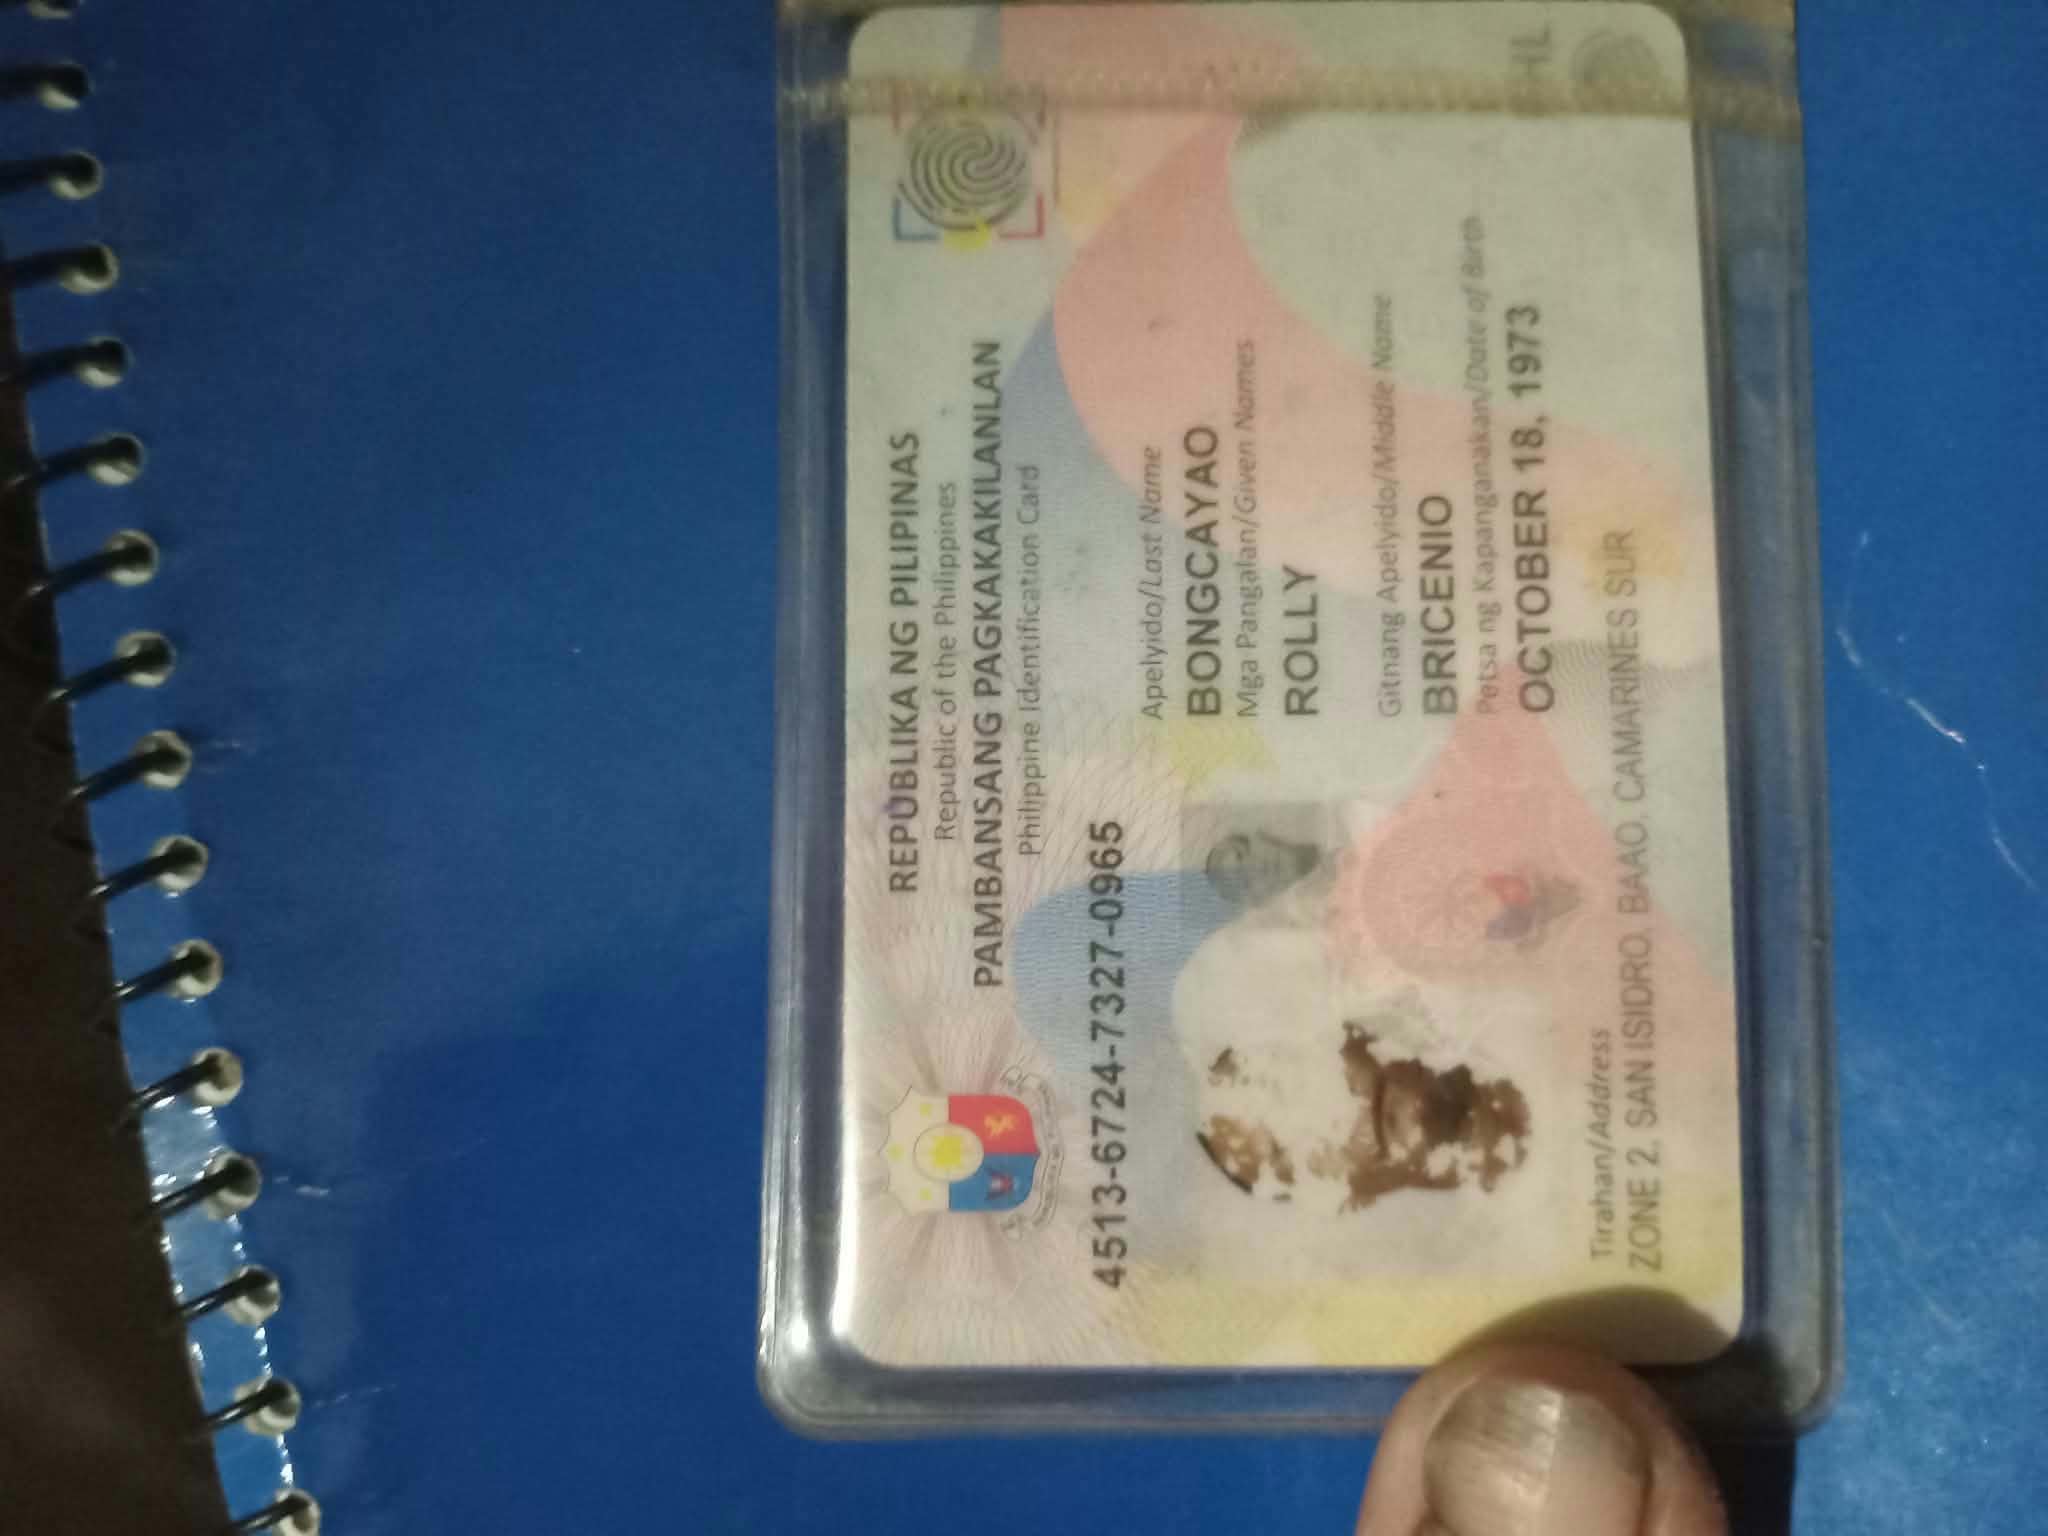 REPUBLIKA NG PILIPINAS
Republic of the Philippines
PAMBANSANG PAGKAKAKILANLAN
Philippine Identification Card
4513-6724-7327-0965
Apelyido/Last Name
BONGCAYAO
Mga Pangalan/Given Names
ROLLY
Gitnang Apelyido/Middle Name
BRICENIO
Petsa ng Kapanganakan/Date of Birth
OCTOBER 18, 1973
Tirahan/Address
ZONE 2, SAN ISIDRO, BAAO, CAMARINES SUR